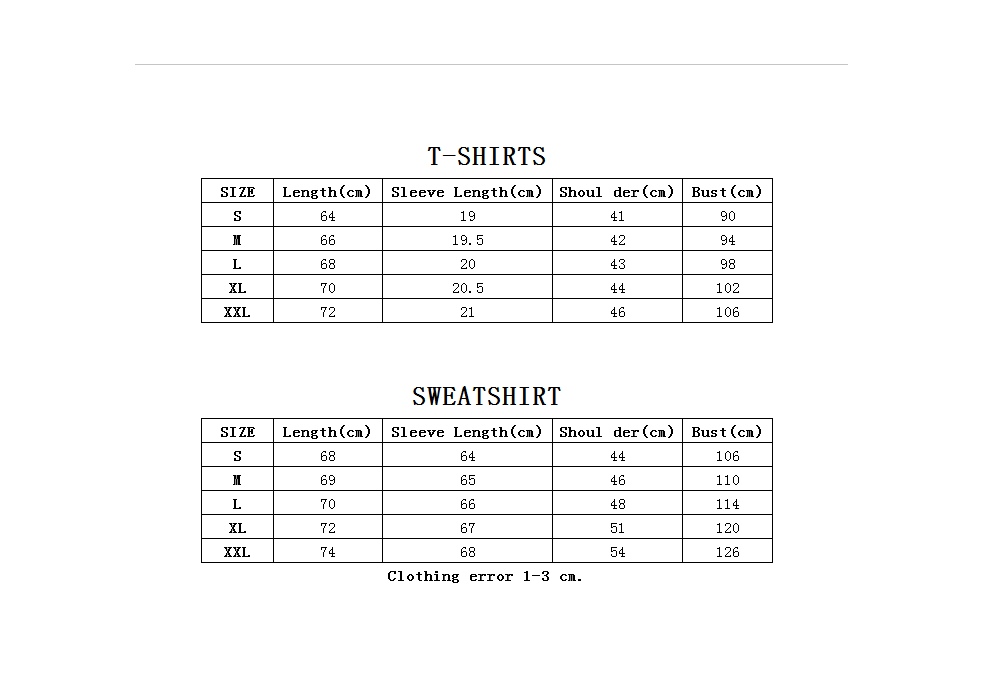 T-SHIRTS
SIZE Length(cm) Sleeve Length(cm) Shoul der(cm) Bust(cm)
S 64 19 41 90
M 66 19.5 42 94
L 68 20 43 98
XL 70 20.5 44 102
XXL 72 21 46 106
SWEATSHIRT
SIZE Length(cm) Sleeve Length(cm) Shoul der(cm) Bust(cm)
S 68 64 44 106
M 69 65 46 110
L 70 66 48 114
XL 72 67 51 120
XXL 74 68 54 126
Clothing error 1-3 cm.